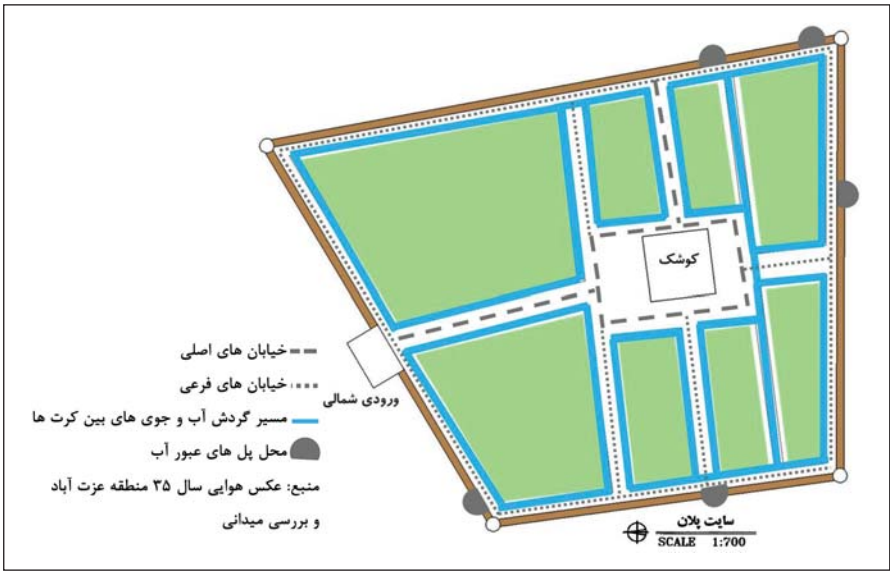 کوشک
ورودی شمالی
خیابان های اصلی
خیابان های فرعی
مسیر گردش آب و جوی های بین کرت ها
محل پل های عبور آب
منبع: عکس هوایی سال ۳۵ منطقه عزت آباد
و بررسی میدانی
سایت پلان
SCALE 1:700